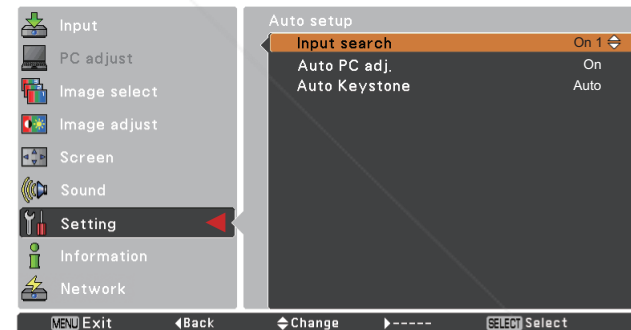 Input
PC adjust
Image select
Image adjust
Screen
Sound
Setting
Information
Network
Auto setup
Input search On 1
Auto PC adj. On
Auto Keystone Auto
MENU Exit Back Change ----- SELECT Select